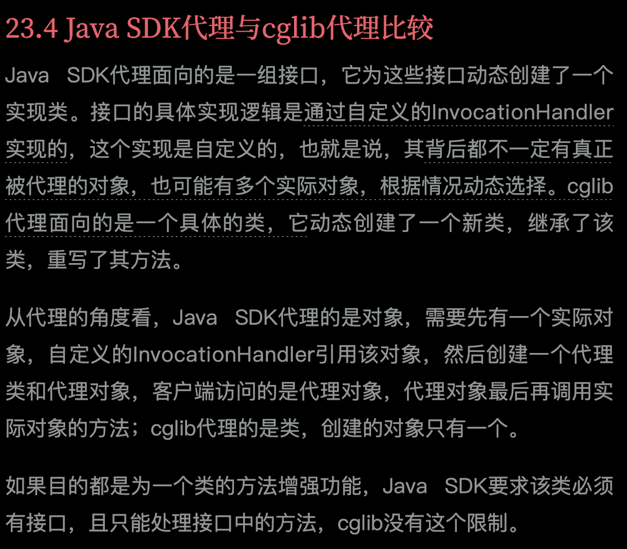 23.4 Java SDK代理与cglib代理比较
Java SDK代理面向的是一组接口，它为这些接口动态创建了一个
实现类。接口的具体实现逻辑是通过自定义的InvocationHandler
实现的，这个实现是自定义的，也就是说，其背后都不一定有真正
被代理的对象，也可能有多个实际对象，根据情况动态选择。cglib
代理面向的是一个具体的类，它动态创建了一个新类，继承了该
类，重写了其方法。
从代理的角度看，Java SDK代理的是对象，需要先有一个实际对
象，自定义的InvocationHandler引用该对象，然后创建一个代理
类和代理对象，客户端访问的是代理对象，代理对象最后再调用实
际对象的方法；cglib代理的是类，创建的对象只有一个。
如果目的都是为一个类的方法增强功能，Java SDK要求该类必须
有接口，且只能处理接口中的方法，cglib没有这个限制。